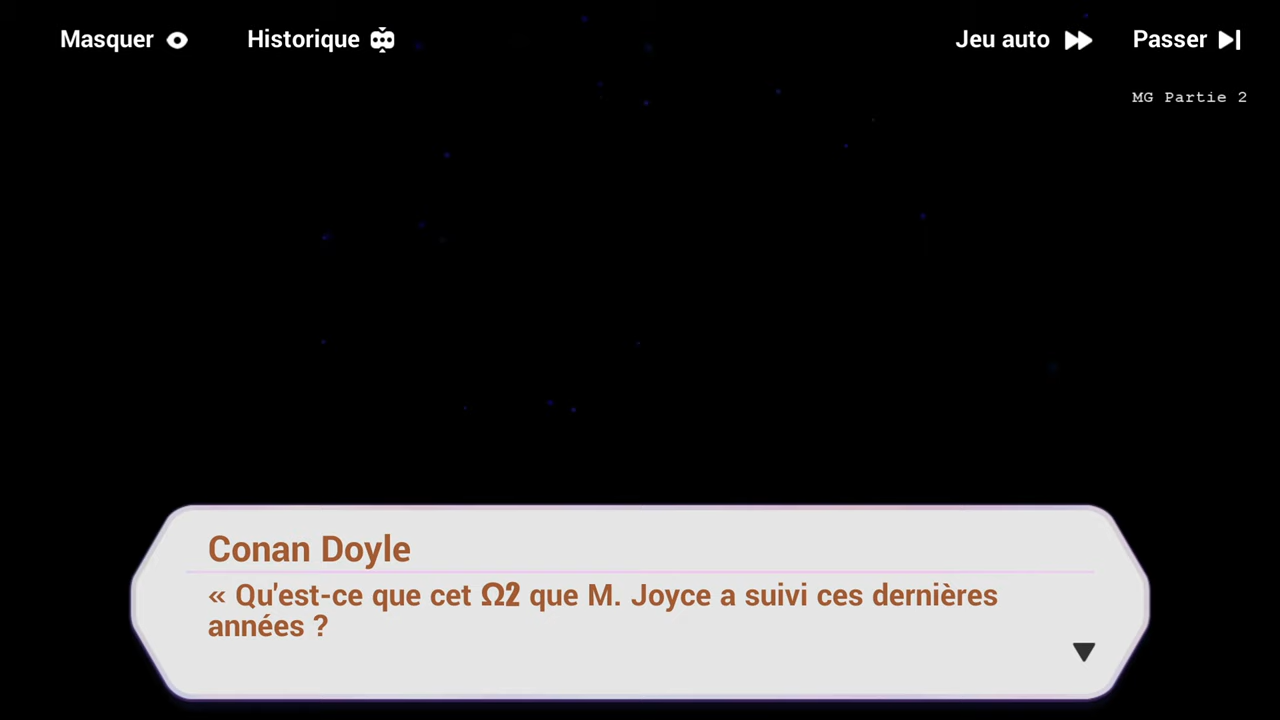 Masquer
Historique
Jeu auto
Passer
MG Partie 2
Conan Doyle
« Qu'est-ce que cet Ω2 que M. Joyce a suivi ces dernières
années ?